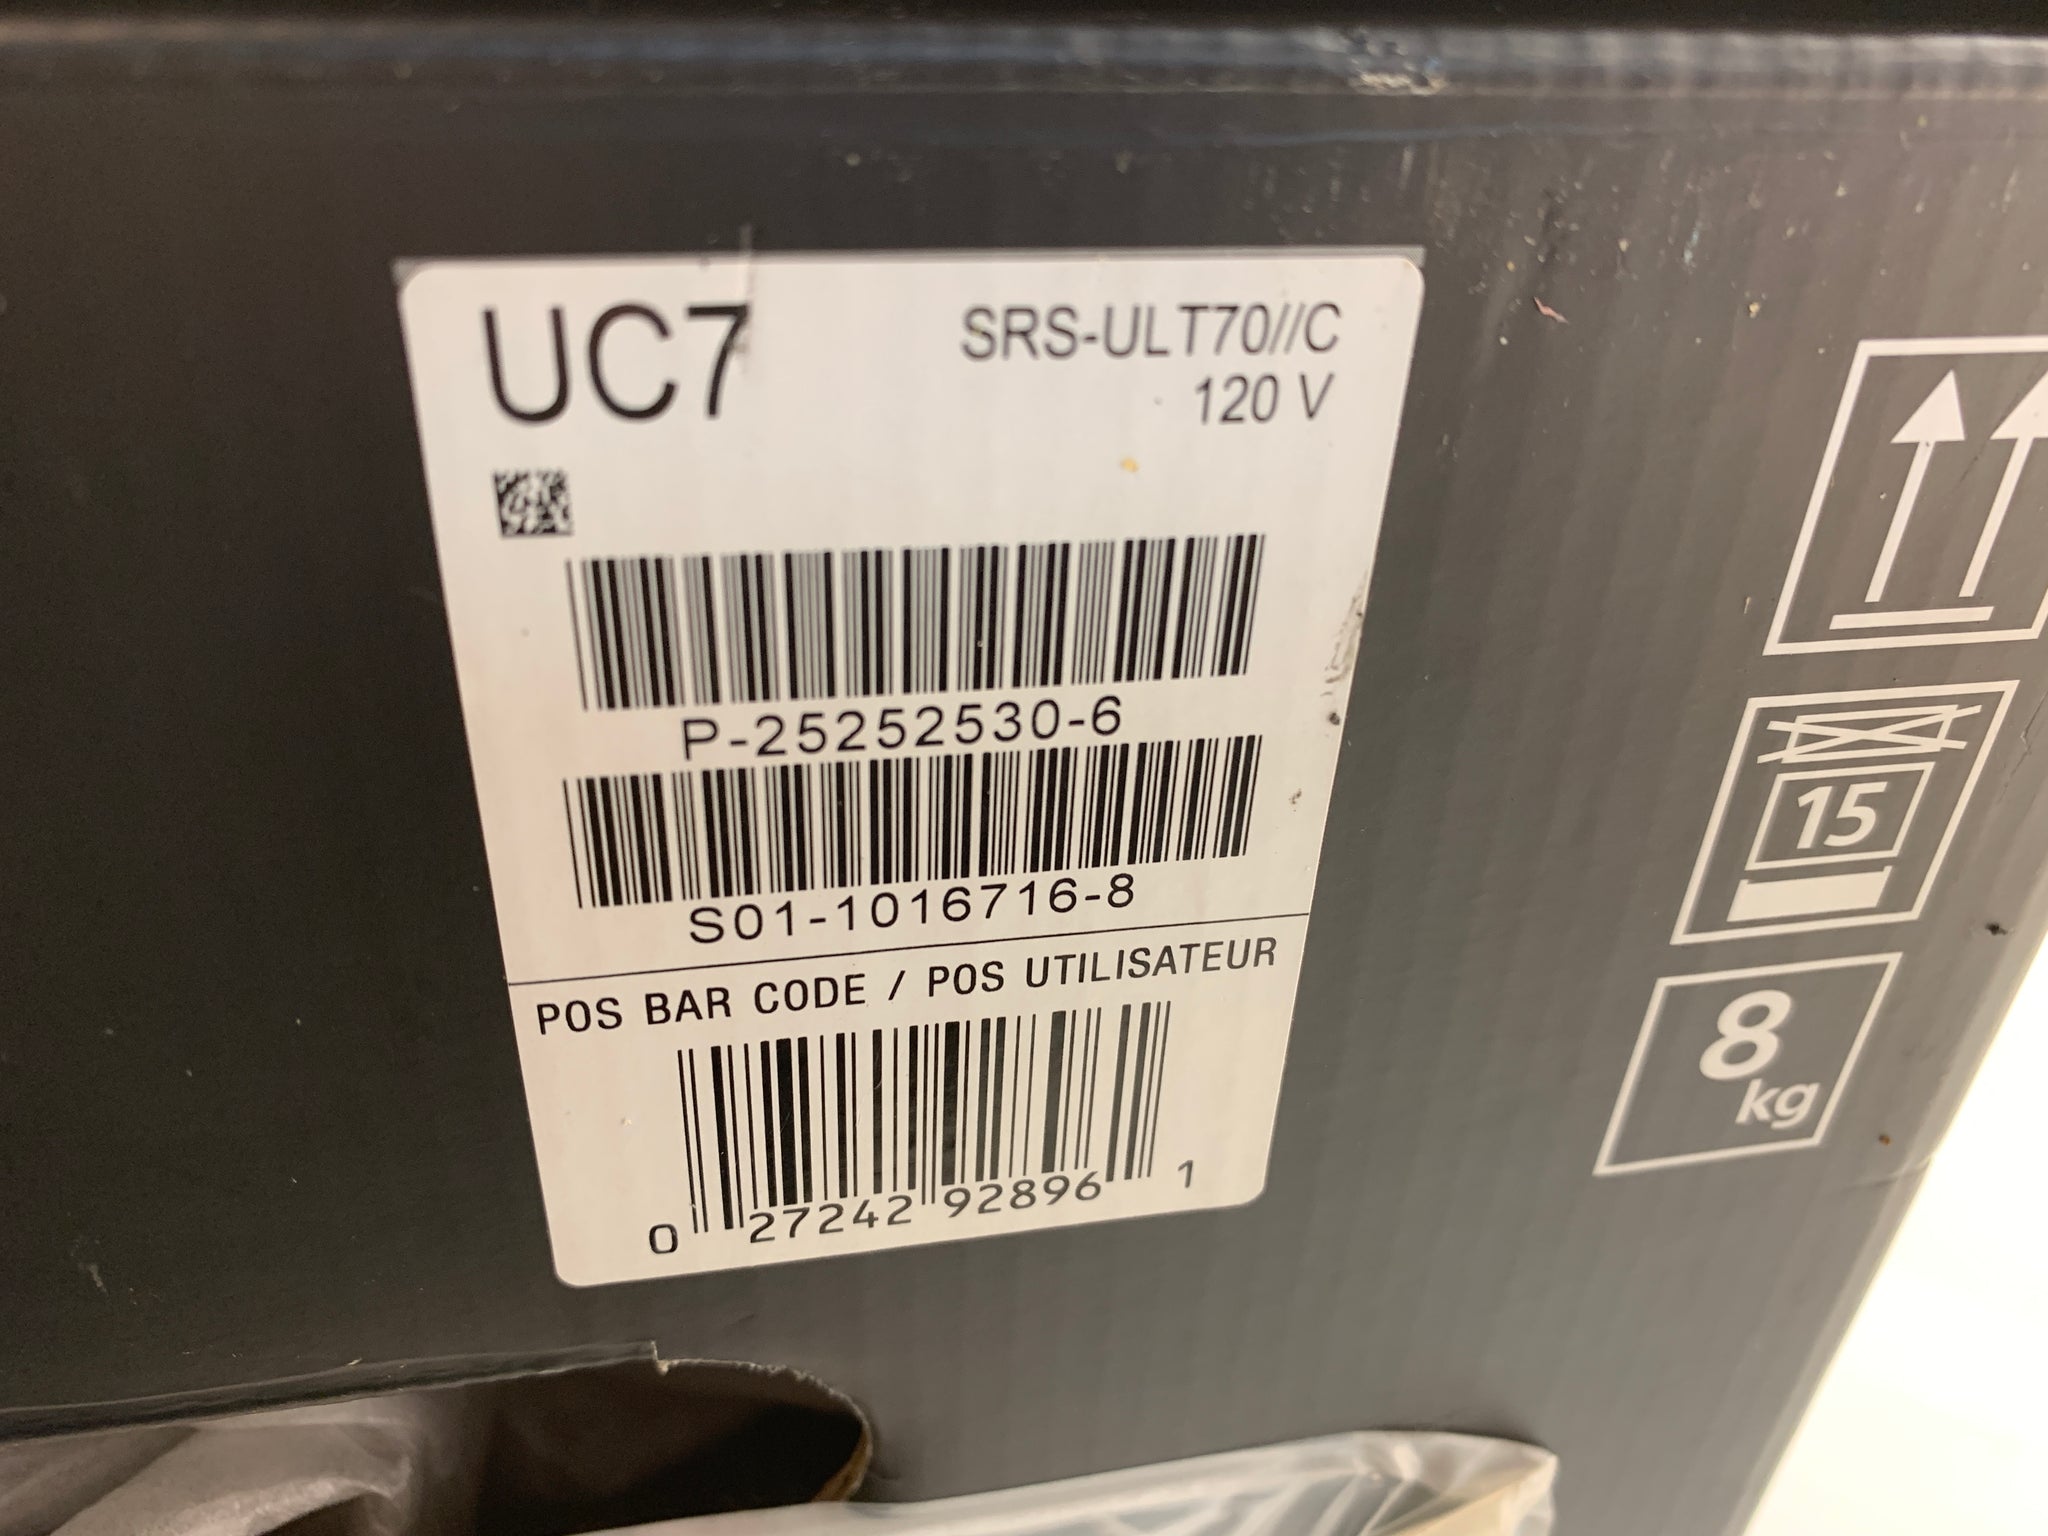 UC7
SRS-ULT70//C
120 V
P-25252530-6
S01-1016716-8
POS BAR CODE / POS UTILISATEUR
0 27242 92896 1
15
8
kg